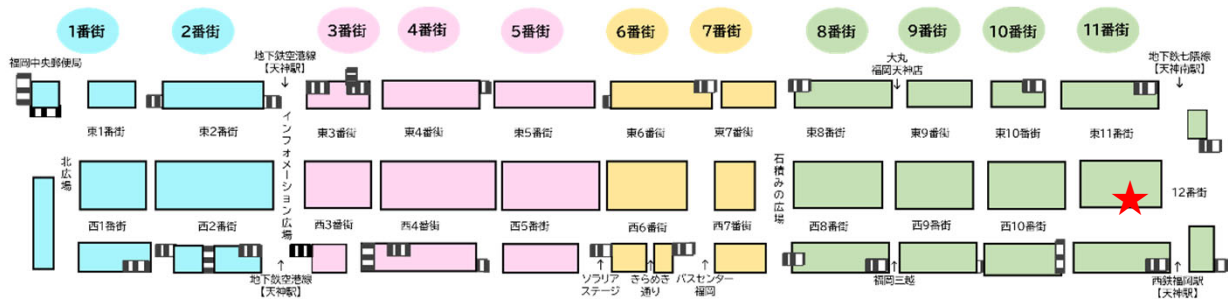 1番街
2番街
3番街
4番街
5番街
6番街
7番街
8番街
9番街
10番街
11番街
福岡中央郵便局
地下鉄空港線
【天神駅】
大丸
福岡天神店
地下鉄七隈線
【天神南駅】
東1番街
東2番街
東3番街
東4番街
東5番街
東6番街
東7番街
東8番街
東9番街
東10番街
東11番街
北広場
インフォメーション広場
石積みの広場
12番街
西1番街
西2番街
西3番街
西4番街
西5番街
西6番街
西7番街
西8番街
西9番街
西10番街
西11番街
地下鉄空港線
【天神駅】
ソラリア
ステージ
きらめき
通り
バスセンター
福岡
福岡三越
西鉄福岡駅
【天神駅】